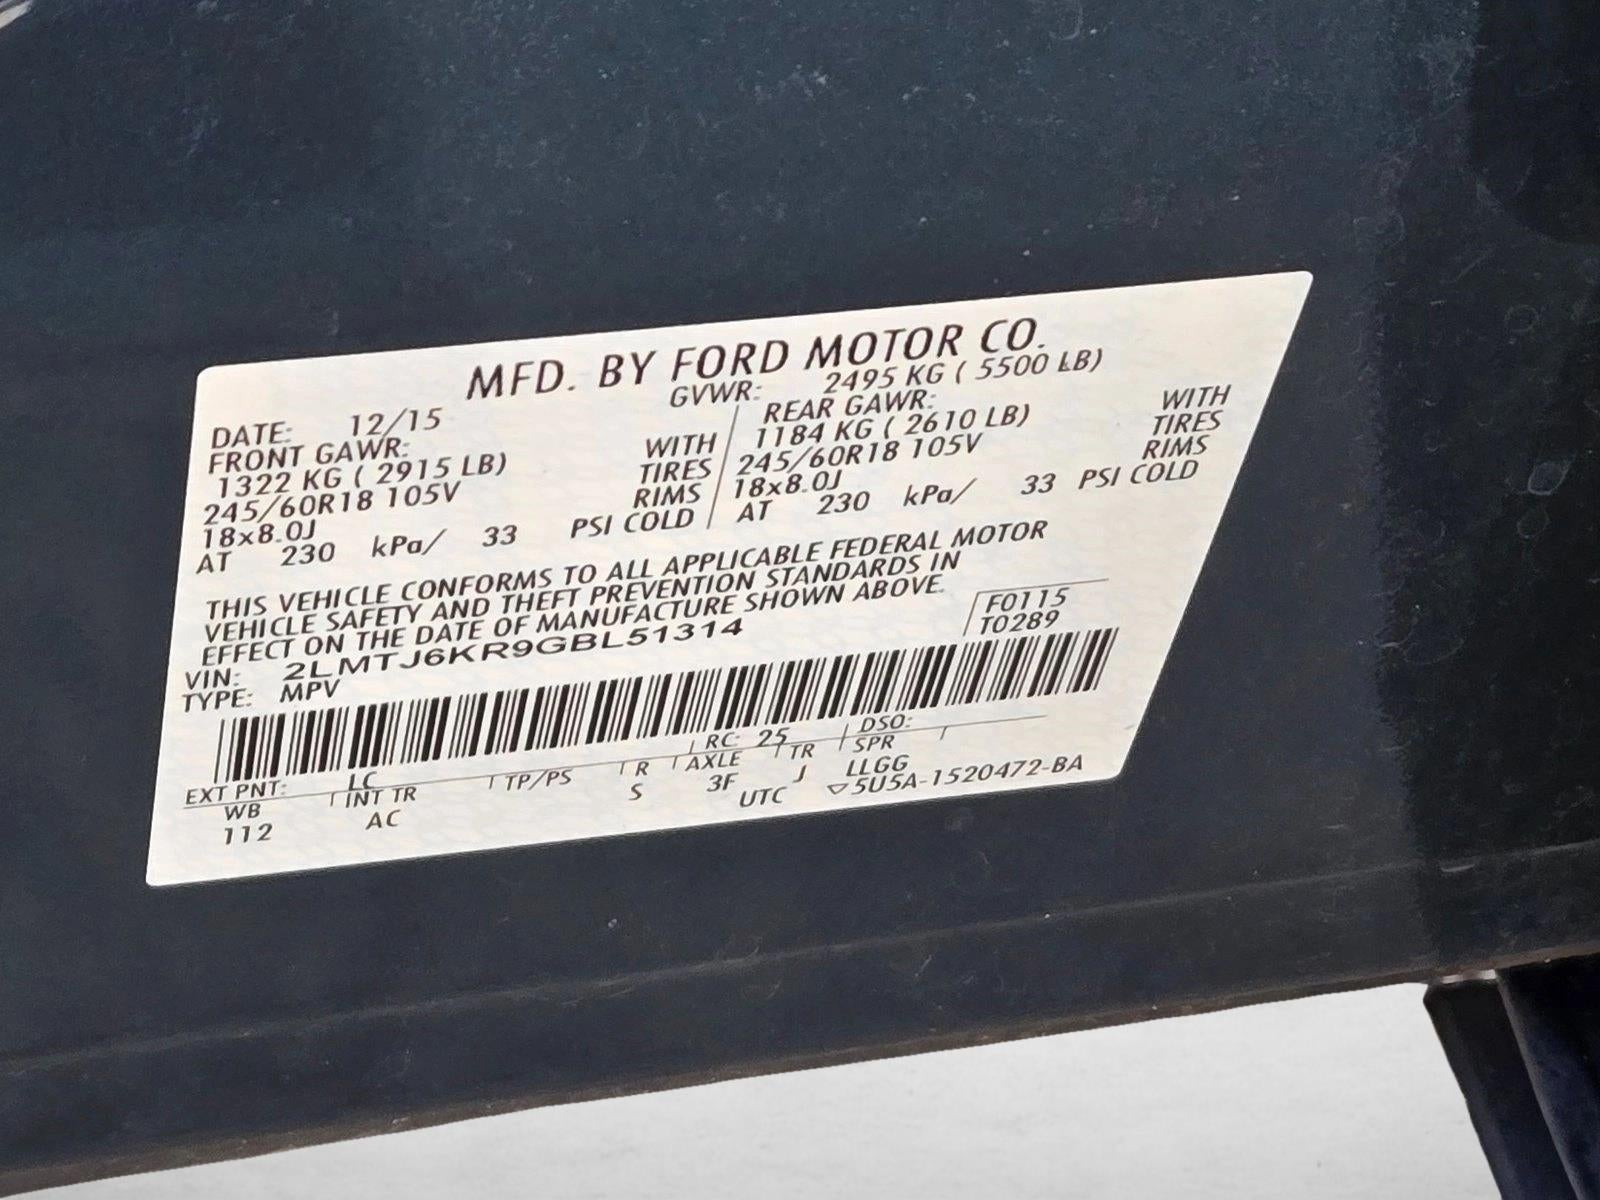 MFD. BY FORD MOTOR CO.
DATE: 12/15 GVWR: 2495 KG ( 5500 LB)
FRONT GAWR: REAR GAWR:
1322 KG ( 2915 LB) WITH 1184 KG ( 2610 LB) WITH
245/60R18 105V TIRES 245/60R18 105V TIRES
18x8.0J RIMS 18x8.0J RIMS
AT 230 kPa/ 33 PSI COLD AT 230 kPa/ 33 PSI COLD
THIS VEHICLE CONFORMS TO ALL APPLICABLE FEDERAL MOTOR
VEHICLE SAFETY AND THEFT PREVENTION STANDARDS IN
EFFECT ON THE DATE OF MANUFACTURE SHOWN ABOVE.
F0115
T0289
VIN: 2LMTJ6KR9GBL51314
TYPE: MPV
EXT PNT: LC RC: 25 DSO:
WB INT TR TP/PS R AXLE TR SPR
112 AC S 3F J LLGG
UTC ▽5U5A-1520472-BA